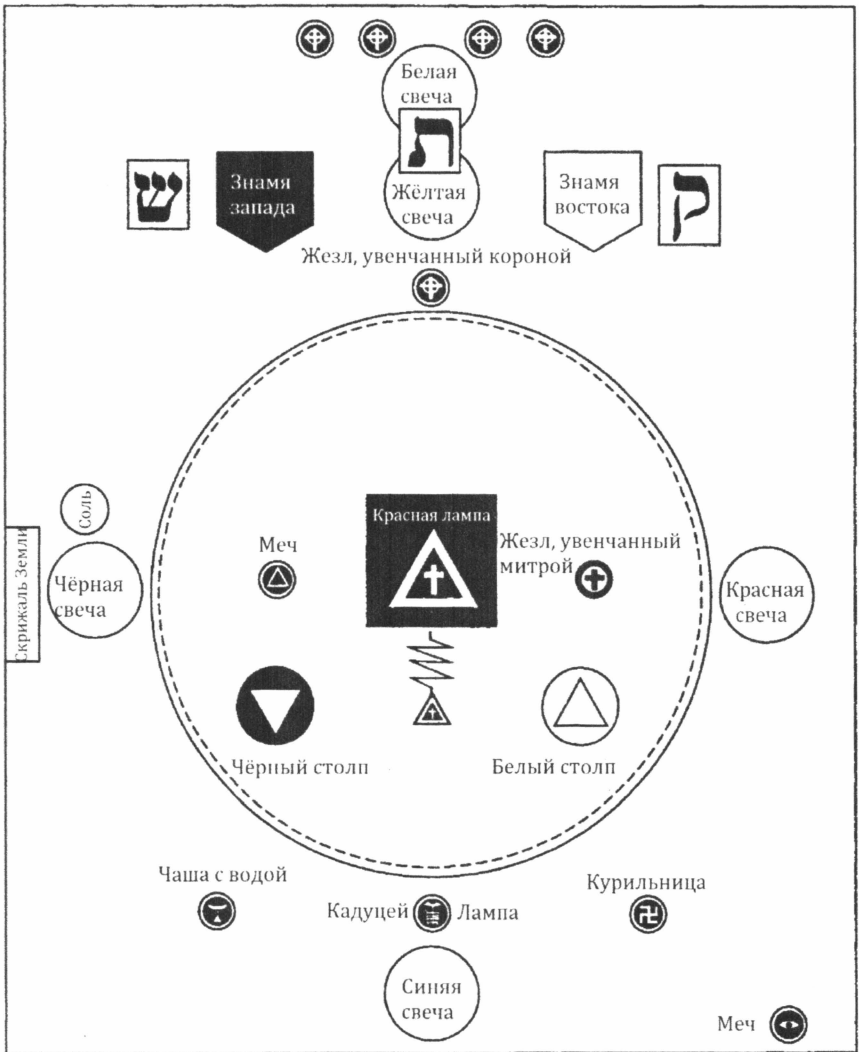 Белая
свеча
ת
ש
Знамя
запада
Жёлтая
свеча
Знамя
востока
ק
Жезл, увенчанный короной
Красная лампа
Соль
Скрижаль Земли
Чёрная
свеча
Меч
Жезл, увенчанный
митрой
Красная
свеча
Чёрный столп
Белый столп
Чаша с водой
Кадуцей
Лампа
Курильница
Синяя
свеча
Меч